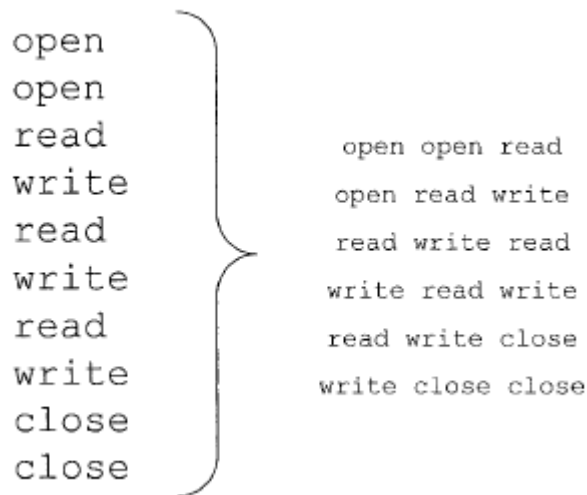 open
open
read
write
read
write
read
write
close
close
open open read
open read write
read write read
write read write
read write close
write close close